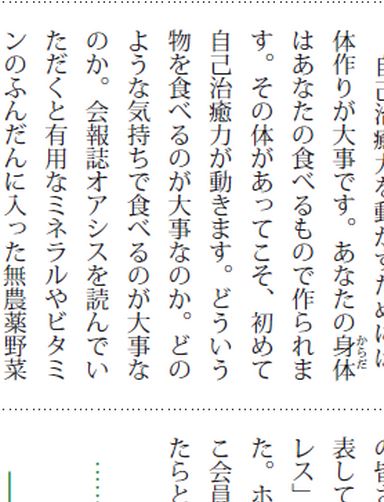 自己治癒力を動かすためには
体作りが大事です。あなたの身体
はあなたの食べるもので作られま
す。その体があってこそ、初めて
自己治癒力が動きます。どういう
物を食べるのが大事なのか。どの
ような気持ちで食べるのが大事な
のか。会報誌オアシスを読んでい
ただくと有用なミネラルやビタミ
ンのふんだんに入った無農薬野菜
表して
レス」
た。ホ
こ会員
たらと